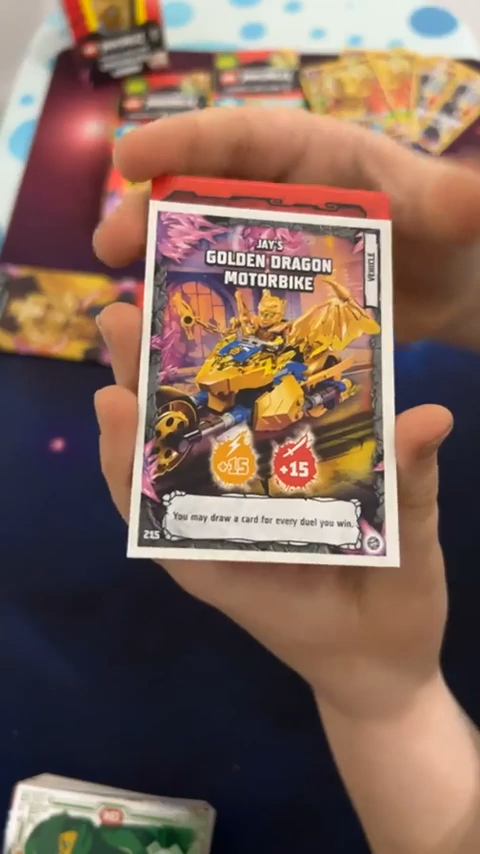 JAY'S
GOLDEN DRAGON
MOTORBIKE
VEHICLE
+15
+15
You may draw a card for every duel you win.
215